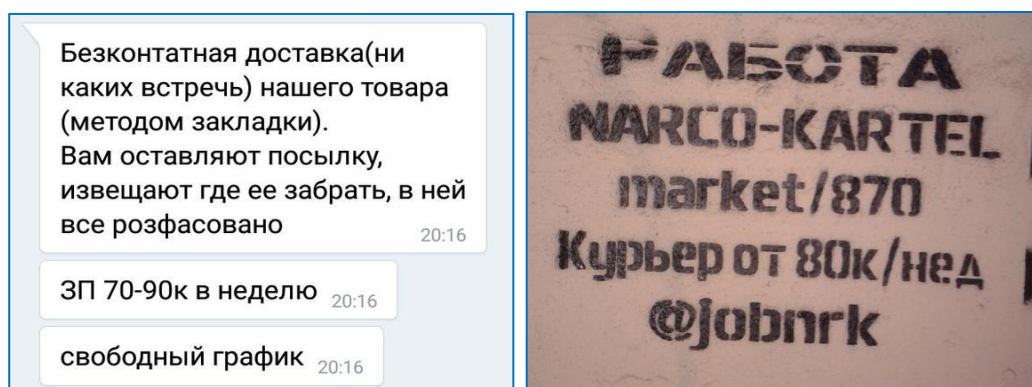 Безконтатная доставка(ни
каких встречь) нашего товара
(методом закладки).
Вам оставляют посылку,
извещают где ее забрать, в ней
все розфасовано
20:16
ЗП 70-90к в неделю 20:16
свободный график 20:16
РАБОТА
NARCO-KARTEL
market/870
Курьер от 80к/нед
@jobnrk